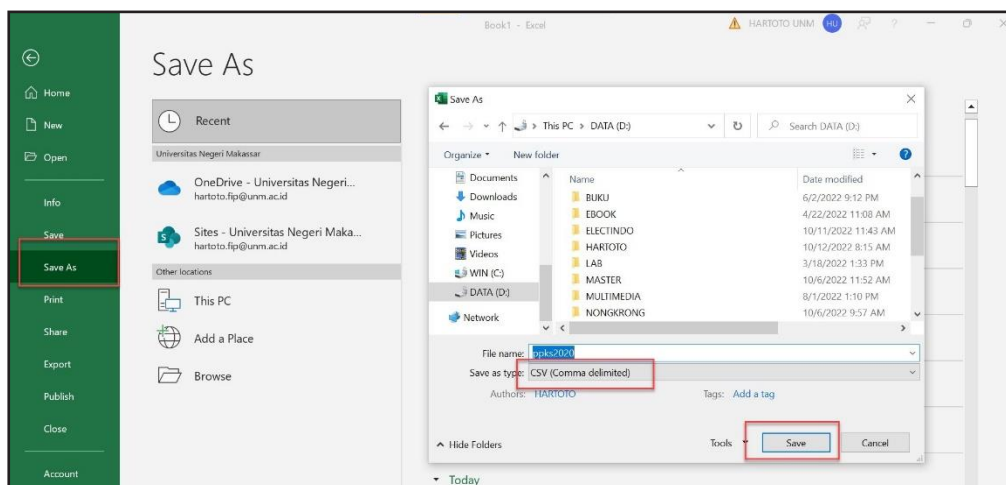 Book1 - Excel
HARTOTO UNM
HU
?
Save As
Home
New
Open
Info
Save
Save As
Print
Share
Export
Publish
Close
Account
Recent
Universitas Negeri Makassar
OneDrive - Universitas Negeri...
hartoto.fip@unm.ac.id
Sites - Universitas Negeri Maka...
hartoto.fip@unm.ac.id
Other locations
This PC
Add a Place
Browse
Save As
This PC > DATA (D:)
Search DATA (D:)
Organize
New folder
?
Documents
Downloads
Music
Pictures
Videos
WIN (C:)
DATA (D:)
Network
Name Date modified
BUKU 6/2/2022 9:12 PM
EBOOK 4/22/2022 11:08 AM
ELECTINDO 10/11/2022 11:43 AM
HARTOTO 10/12/2022 8:15 AM
LAB 3/18/2022 1:33 PM
MASTER 10/6/2022 11:52 AM
MULTIMEDIA 8/1/2022 1:10 PM
NONGKRONG 10/6/2022 9:57 AM
File name: ppks2020
Save as type: CSV (Comma delimited)
Authors: HARTOTO Tags: Add a tag
Hide Folders Tools Save Cancel
Today